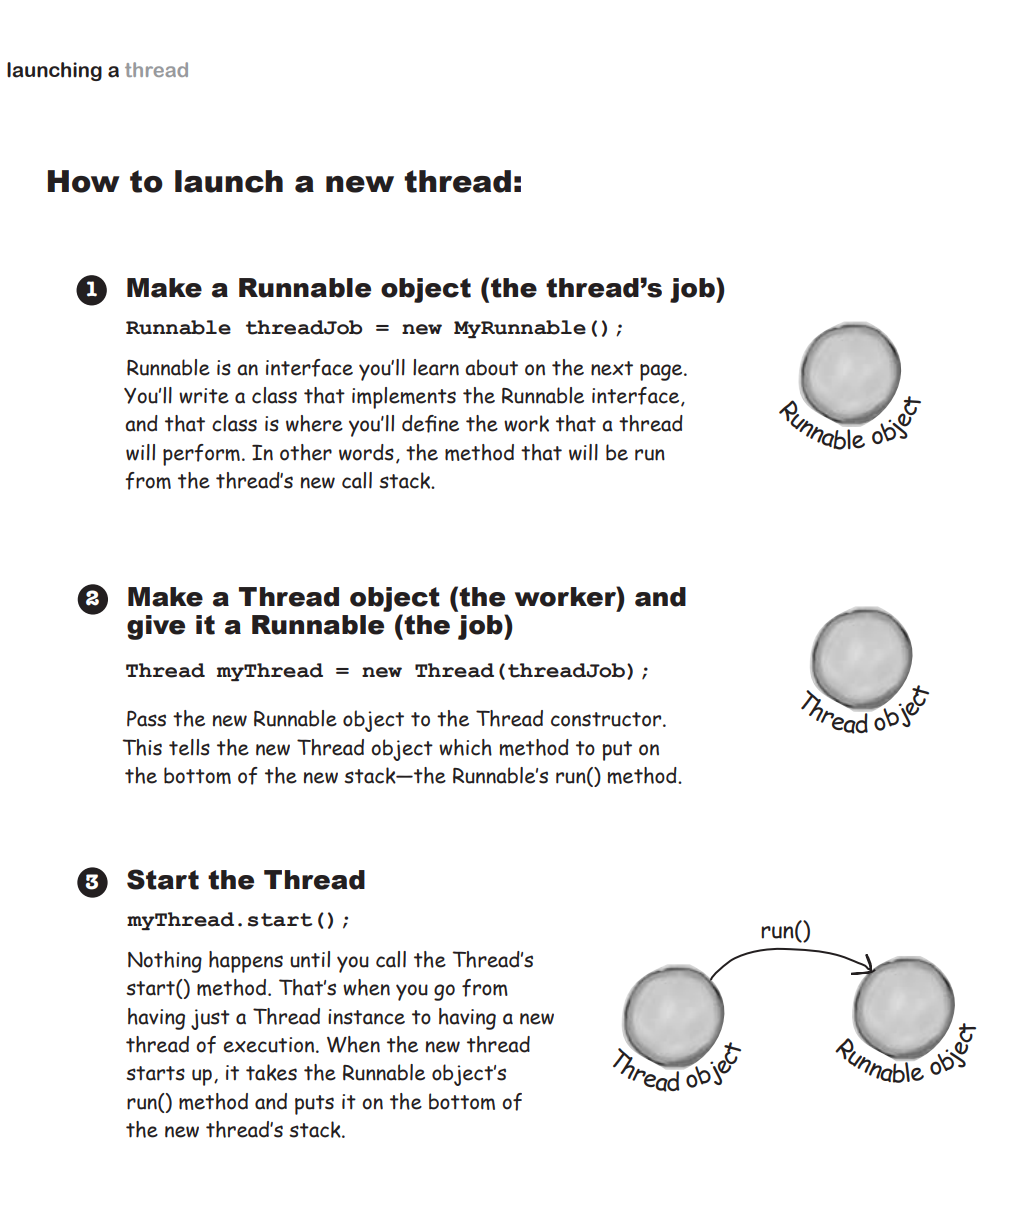 launching a thread
How to launch a new thread:
1 Make a Runnable object (the thread’s job)
Runnable threadJob = new MyRunnable();
Runnable is an interface you’ll learn about on the next page.
You’ll write a class that implements the Runnable interface,
and that class is where you’ll define the work that a thread
will perform. In other words, the method that will be run
from the thread’s new call stack.
Runnable object
2 Make a Thread object (the worker) and
give it a Runnable (the job)
Thread myThread = new Thread(threadJob);
Pass the new Runnable object to the Thread constructor.
This tells the new Thread object which method to put on
the bottom of the new stack—the Runnable’s run() method.
Thread object
3 Start the Thread
myThread.start();
Nothing happens until you call the Thread’s
start() method. That’s when you go from
having just a Thread instance to having a new
thread of execution. When the new thread
starts up, it takes the Runnable object’s
run() method and puts it on the bottom of
the new thread’s stack.
run()
Thread object
Runnable object